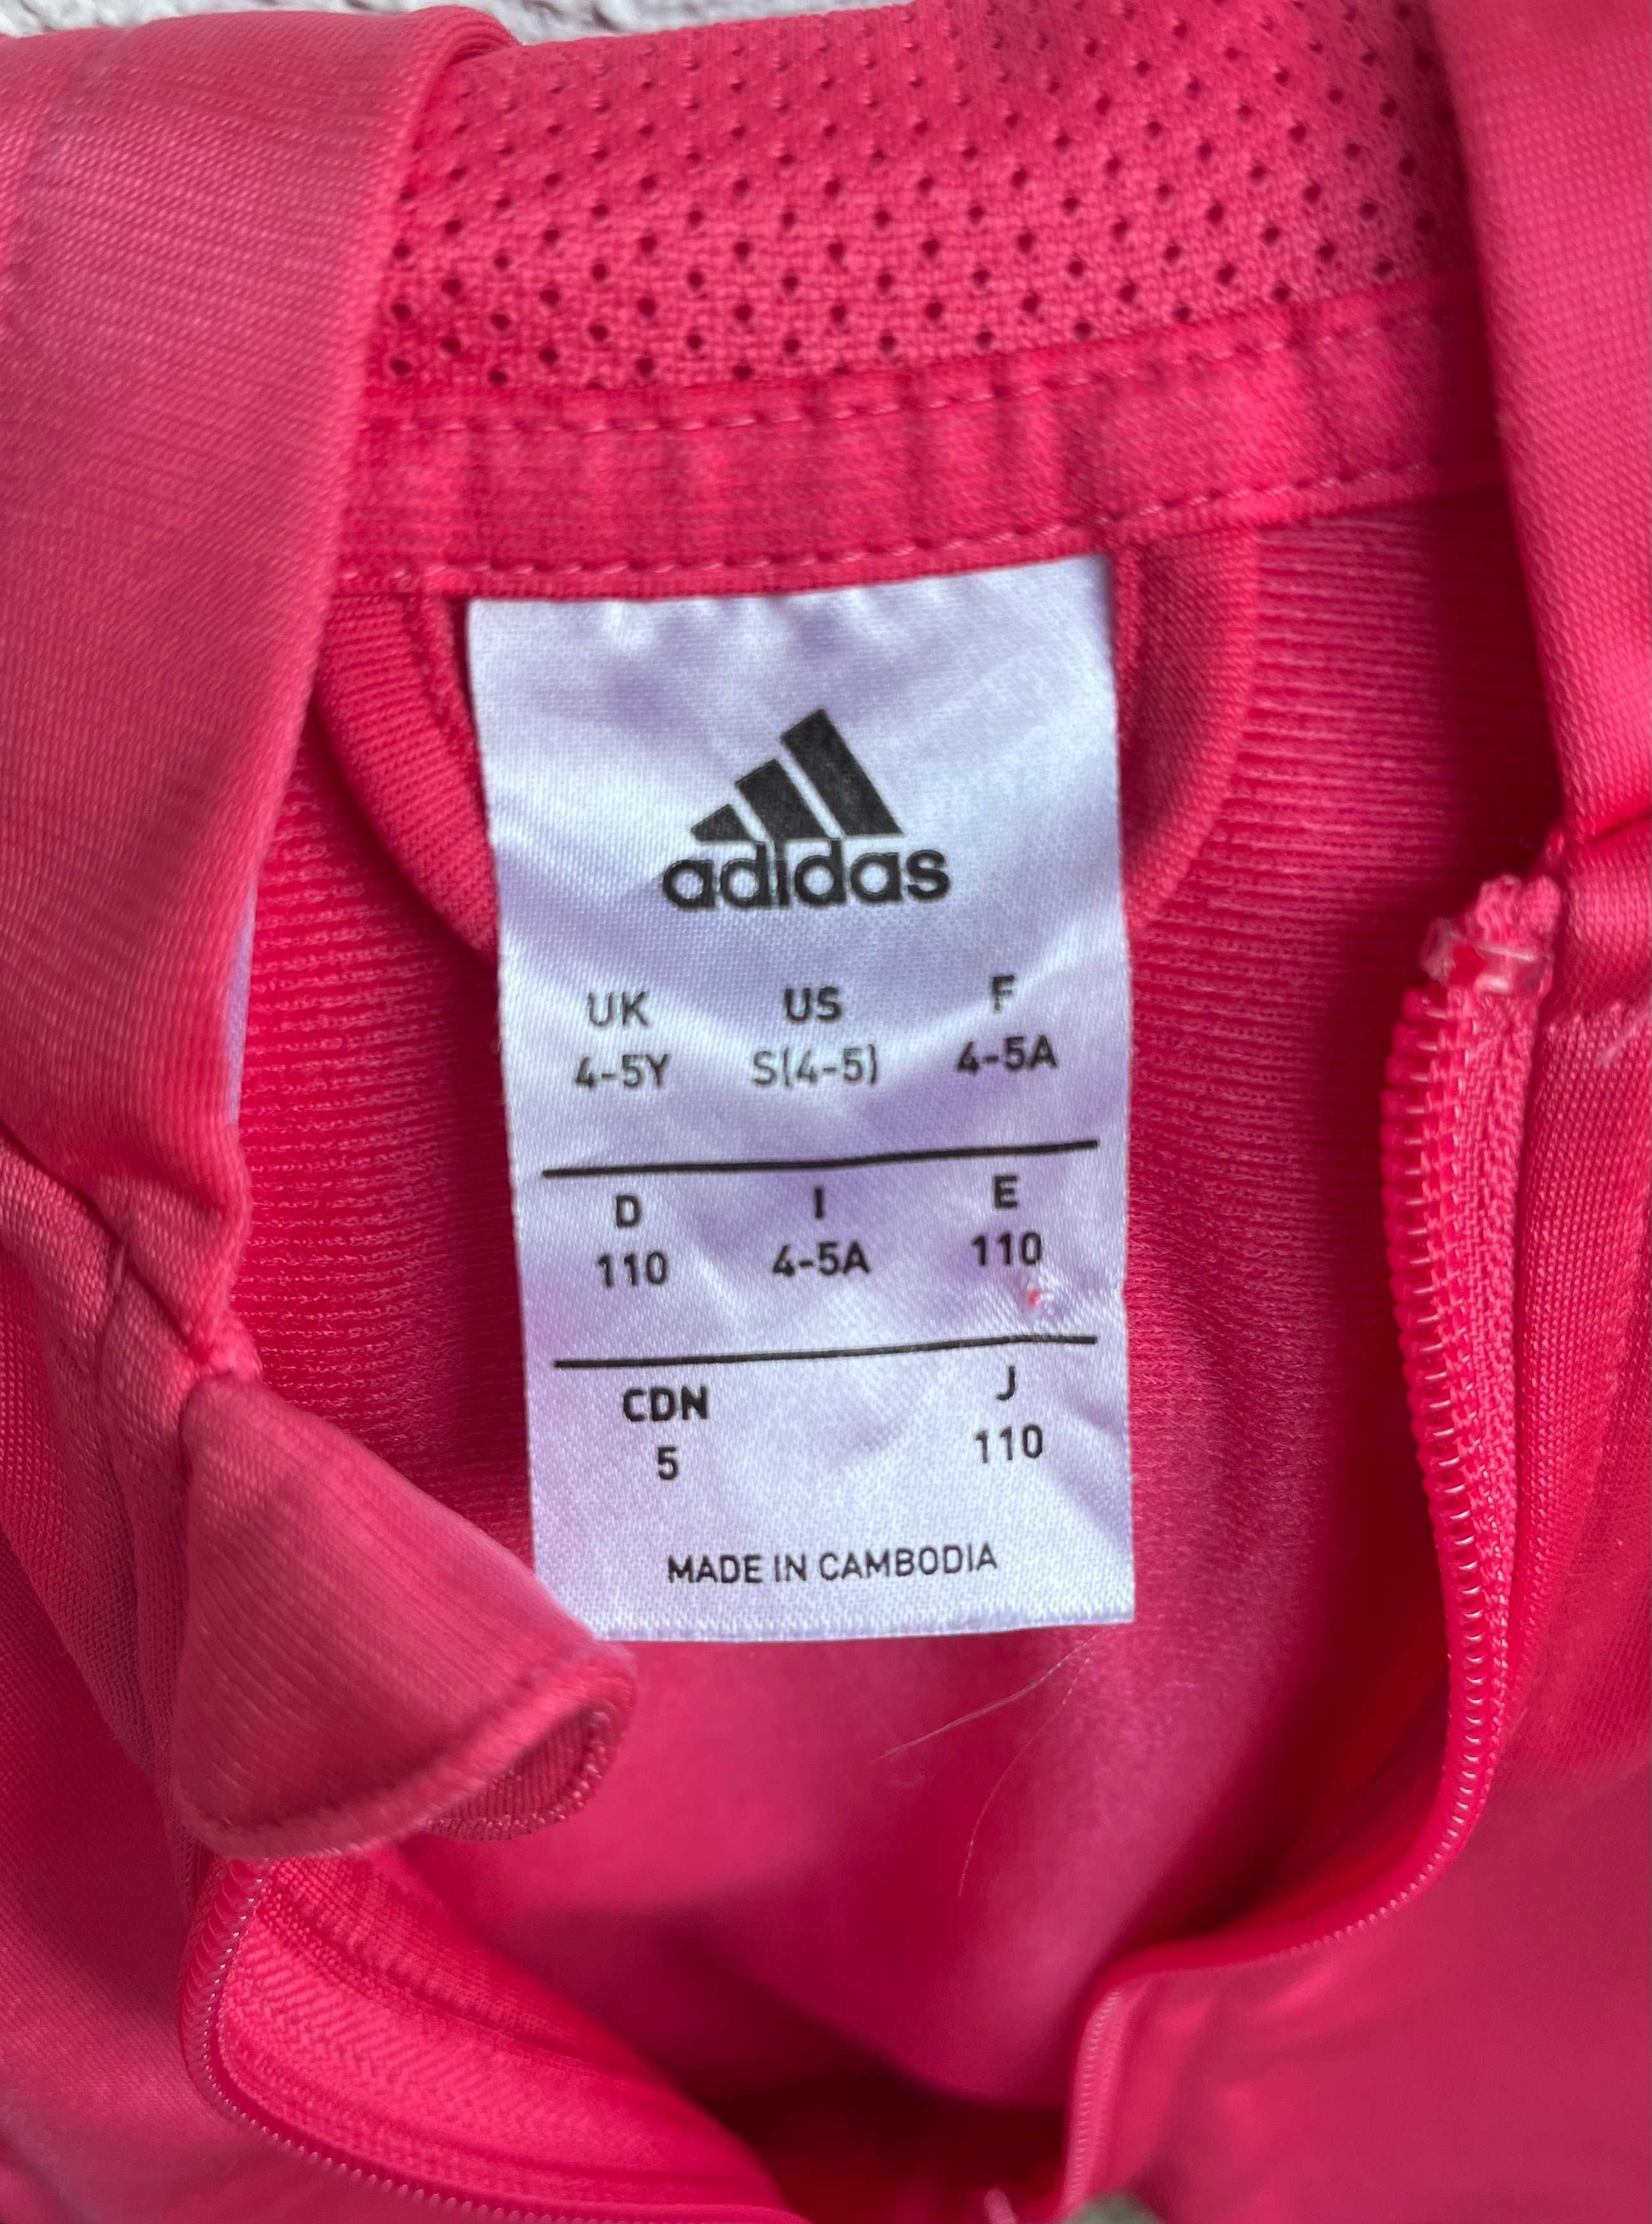 adidas
UK US F
4-5Y S(4-5) 4-5A
D I E
110 4-5A 110
CDN J
5 110
MADE IN CAMBODIA